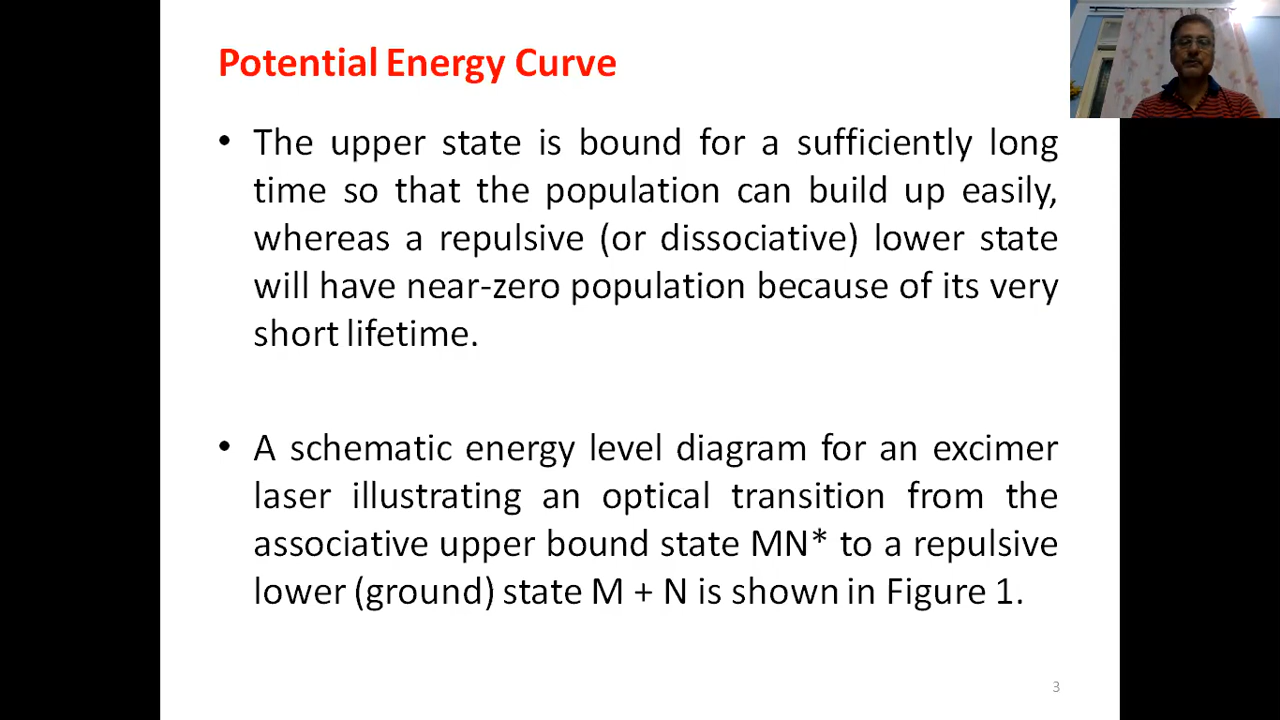 Potential Energy Curve
• The upper state is bound for a sufficiently long
time so that the population can build up easily,
whereas a repulsive (or dissociative) lower state
will have near-zero population because of its very
short lifetime.
• A schematic energy level diagram for an excimer
laser illustrating an optical transition from the
associative upper bound state MN* to a repulsive
lower (ground) state M + N is shown in Figure 1.
3